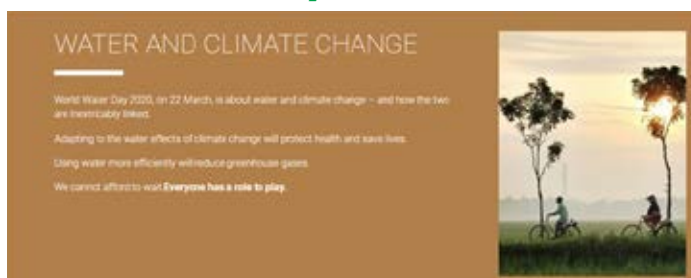 WATER AND CLIMATE CHANGE
World Water Day 2020, on 22 March, is about water and climate change – and how the two
are inextricably linked.
Adapting to the water effects of climate change will protect health and save lives.
Using water more efficiently will reduce greenhouse gases.
We cannot afford to wait. Everyone has a role to play.